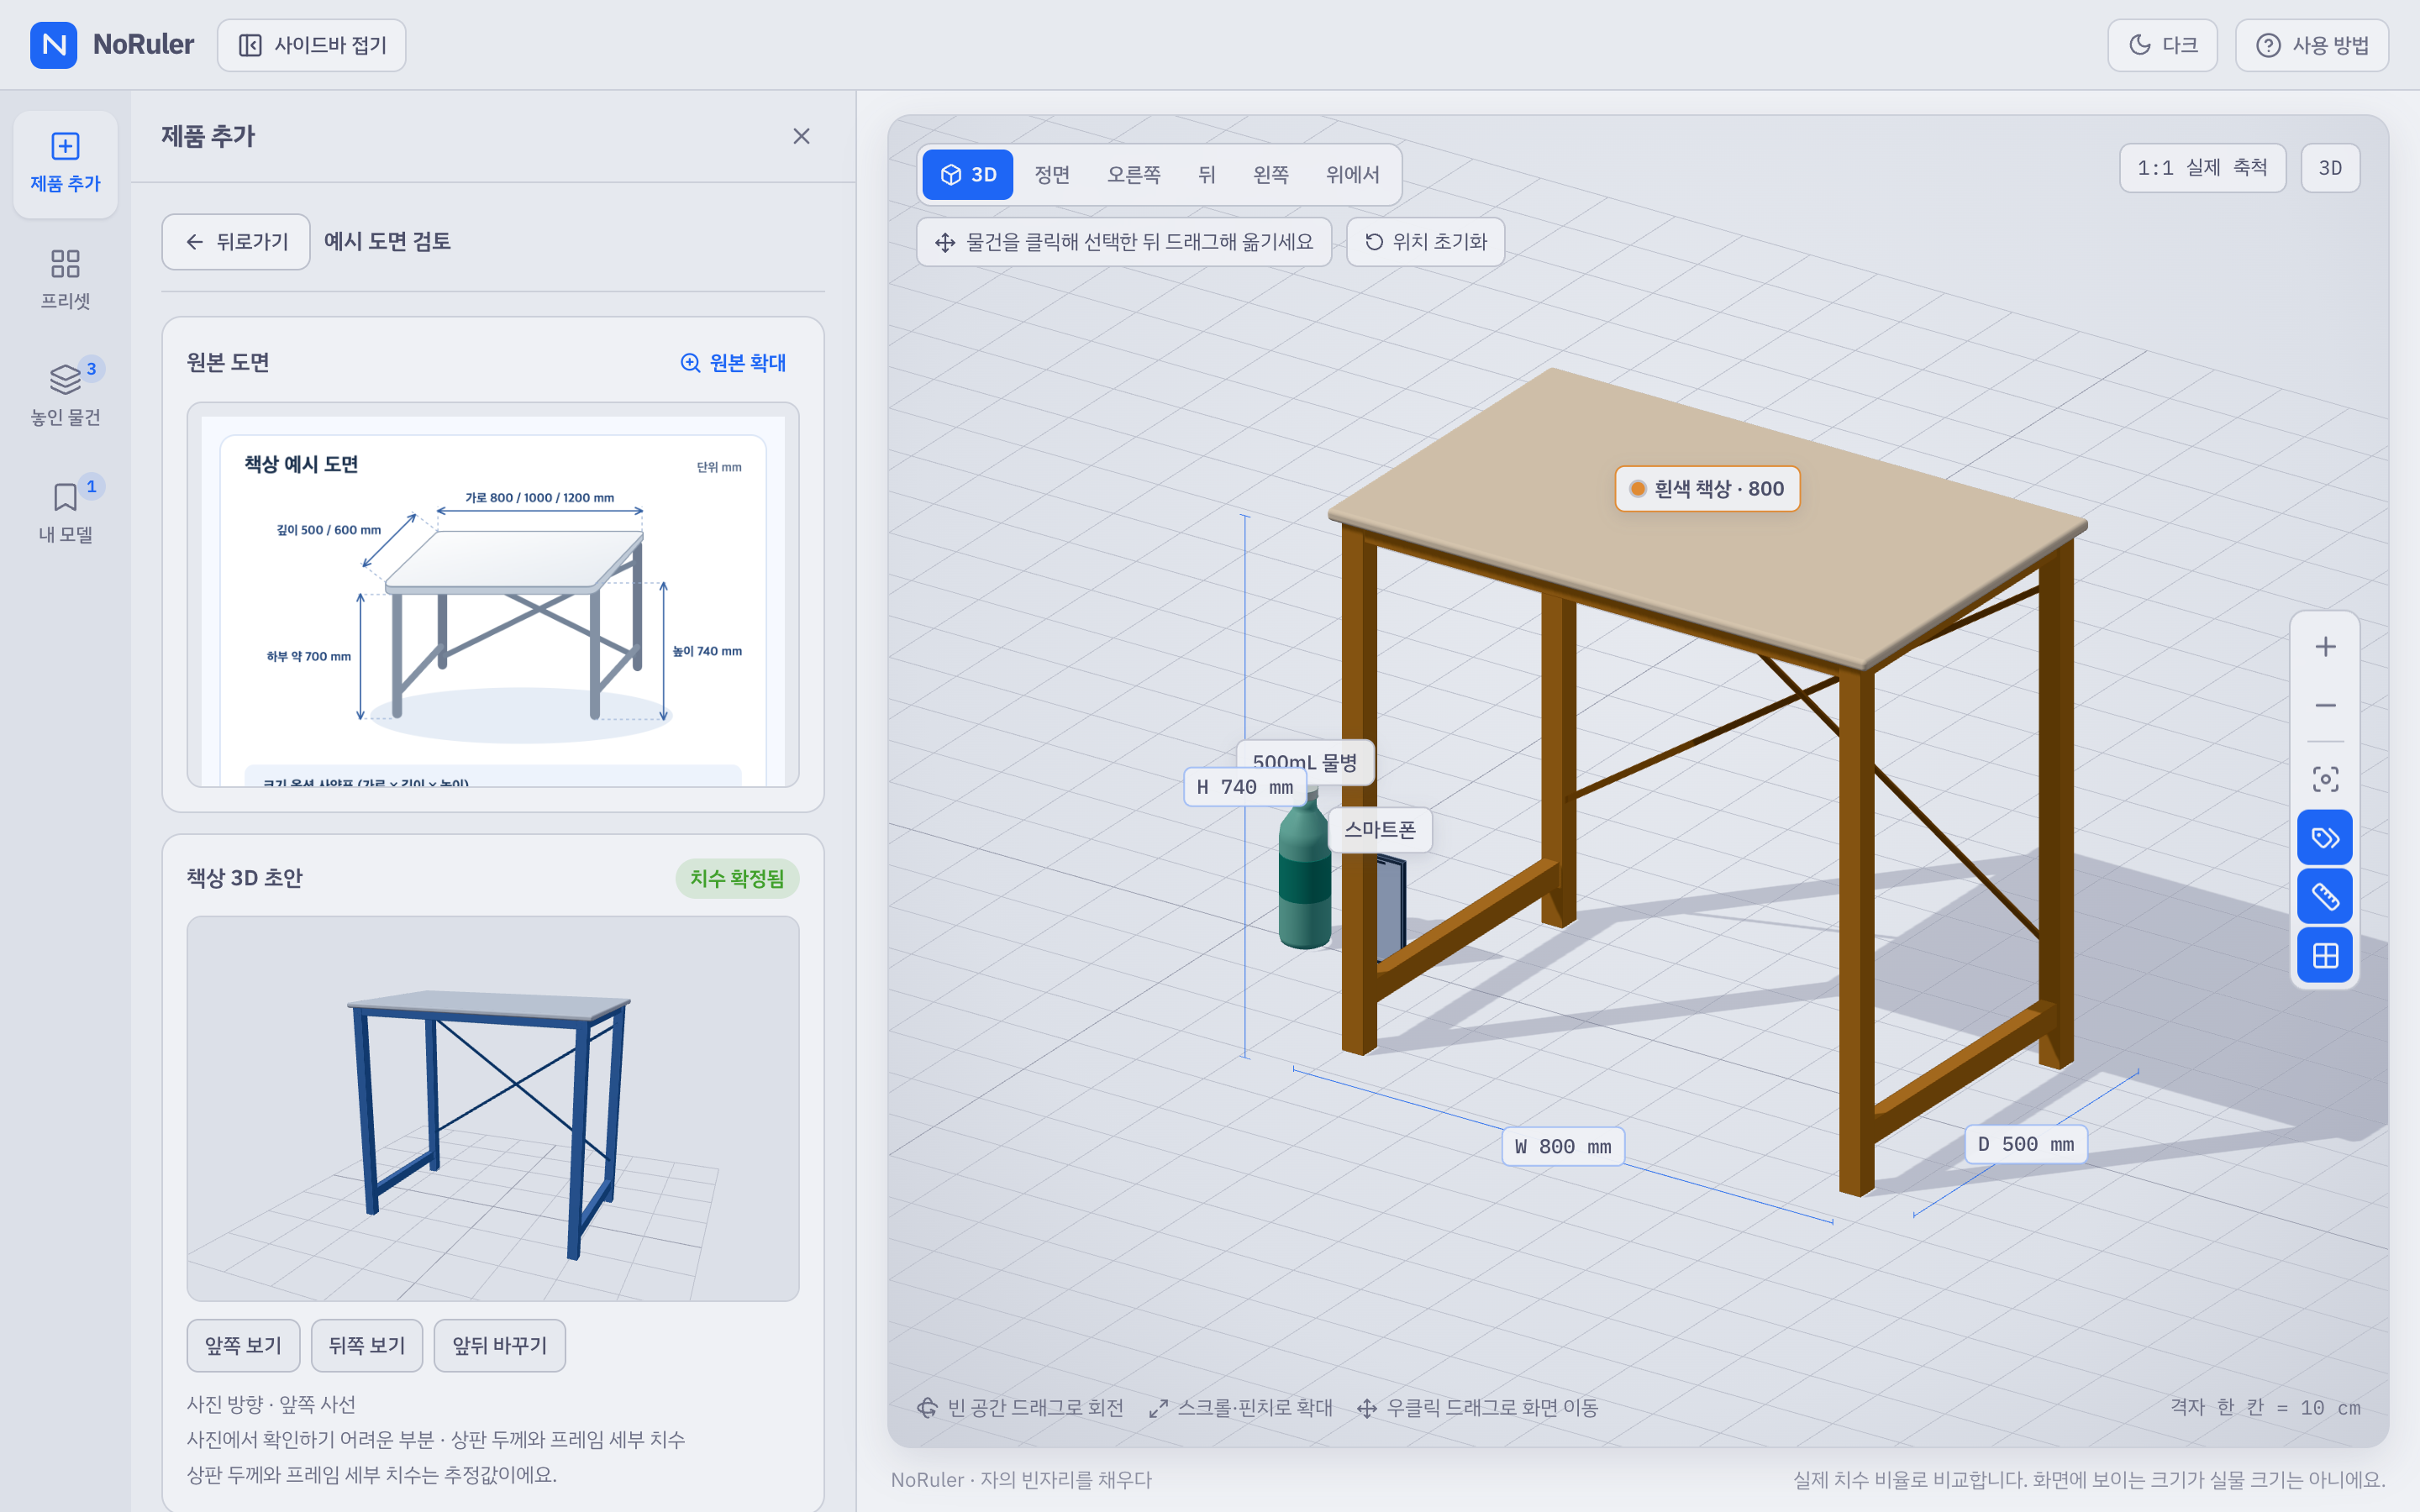 NoRuler
사이드바 접기
다크
사용 방법
제품 추가
프리셋
3
놓인 물건
1
내 모델
제품 추가
뒤로가기
예시 도면 검토
원본 도면
원본 확대
책상 예시 도면
단위 mm
가로 800 / 1000 / 1200 mm
깊이 500 / 600 mm
하부 약 700 mm
높이 740 mm
크기 옵션 사양표 (가로 × 깊이 × 높이)
책상 3D 초안
치수 확정됨
앞쪽 보기
뒤쪽 보기
앞뒤 바꾸기
사진 방향 · 앞쪽 사선
사진에서 확인하기 어려운 부분 · 상판 두께와 프레임 세부 치수
상판 두께와 프레임 세부 치수는 추정값이에요.
3D
정면
오른쪽
뒤
왼쪽
위에서
1:1 실제 축척
3D
물건을 클릭해 선택한 뒤 드래그해 옮기세요
위치 초기화
흰색 책상 · 800
500mL 물병
H 740 mm
스마트폰
W 800 mm
D 500 mm
빈 공간 드래그로 회전
스크롤·핀치로 확대
우클릭 드래그로 화면 이동
격자 한 칸 = 10 cm
NoRuler · 자의 빈자리를 채우다
실제 치수 비율로 비교합니다. 화면에 보이는 크기가 실물 크기는 아니에요.